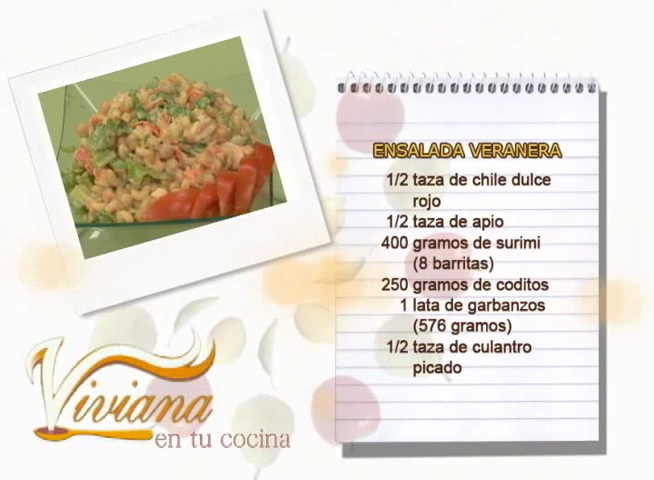 ENSALADA VERANERA
1/2 taza de chile dulce
rojo
1/2 taza de apio
400 gramos de surimi
(8 barritas)
250 gramos de coditos
1 lata de garbanzos
(576 gramos)
1/2 taza de culantro
picado
Viviana
en tu cocina